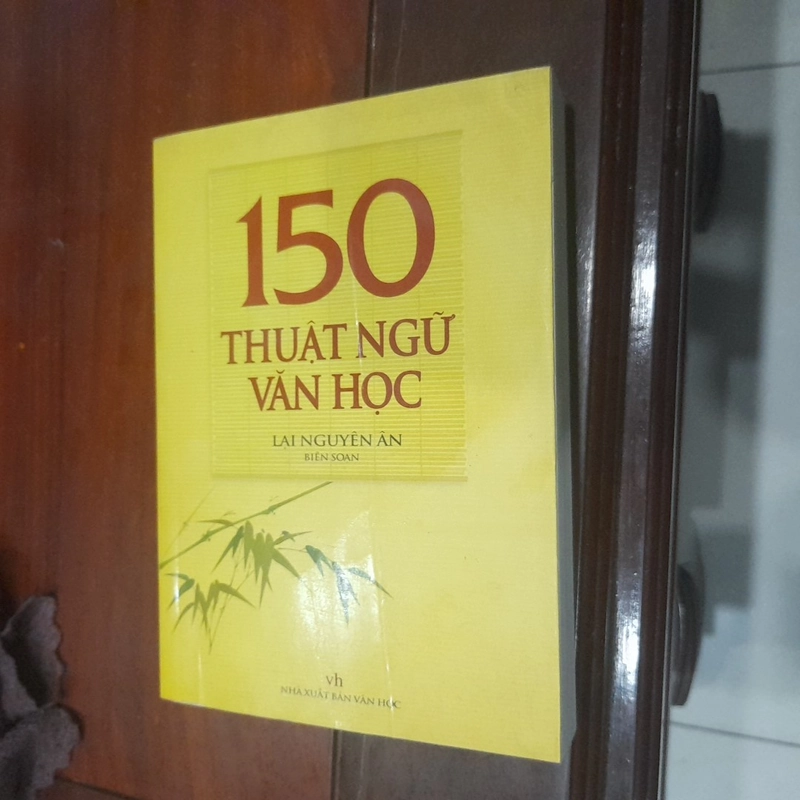 150
THUẬT NGỮ
VĂN HỌC
LẠI NGUYÊN ÂN
BIÊN SOẠN
vh
NHÀ XUẤT BẢN VĂN HỌC